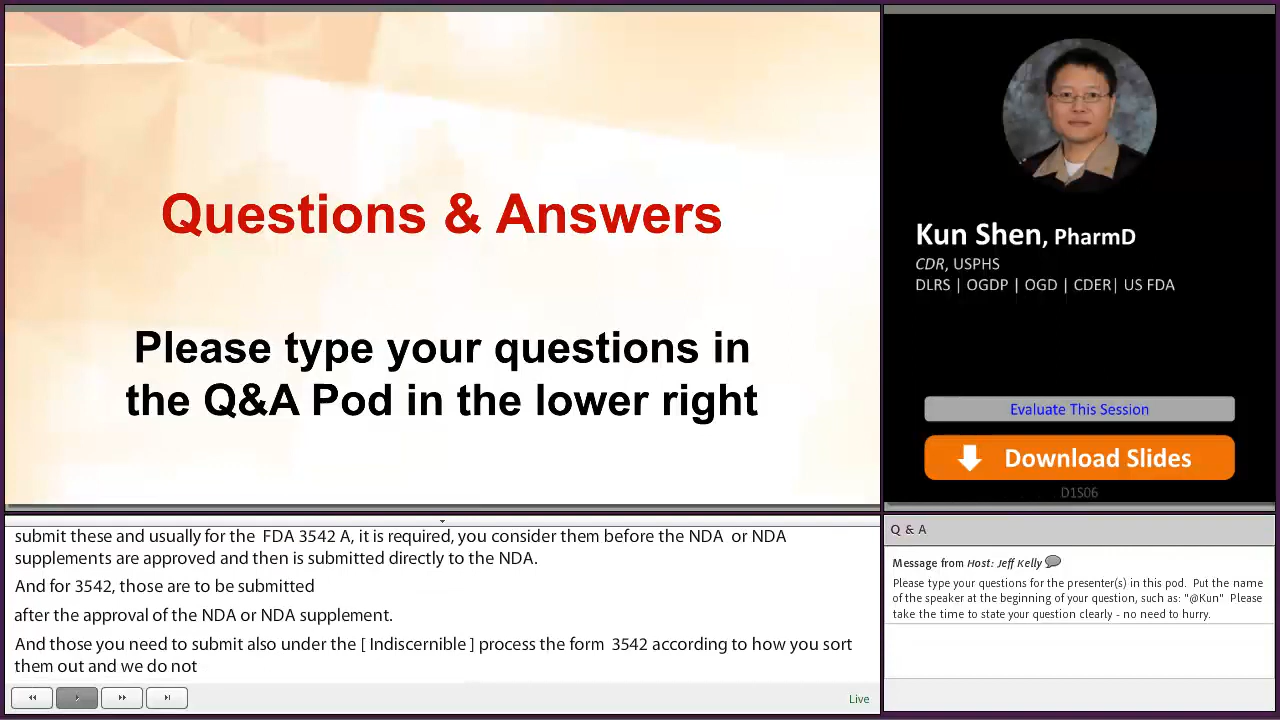 Questions & Answers
Please type your questions in
the Q&A Pod in the lower right
Kun Shen, PharmD
CDR, USPHS
DLRS | OGDP | OGD | CDER| US FDA
Evaluate This Session
Download Slides
D1S06
submit these and usually for the FDA 3542 A, it is required, you consider them before the NDA or NDA
supplements are approved and then is submitted directly to the NDA.
And for 3542, those are to be submitted
after the approval of the NDA or NDA supplement.
And those you need to submit also under the [ Indiscernible ] process the form 3542 according to how you sort
them out and we do not
Live
Q & A
Message from Host: Jeff Kelly
Please type your questions for the presenter(s) in this pod. Put the name
of the speaker at the beginning of your question, such as: "@Kun" Please
take the time to state your question clearly - no need to hurry.